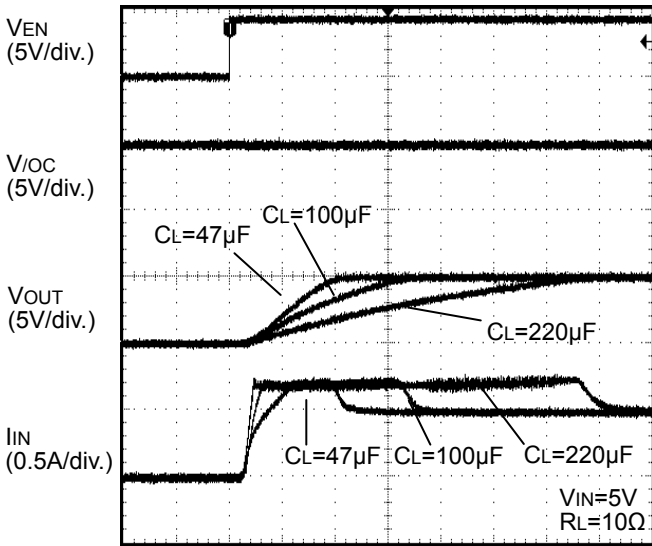 VEN
(5V/div.)
V/OC
(5V/div.)
CL=100µF
CL=47µF
VOUT
(5V/div.)
CL=220µF
IIN
(0.5A/div.)
CL=47µF
CL=100µF
CL=220µF
VIN=5V
RL=10Ω